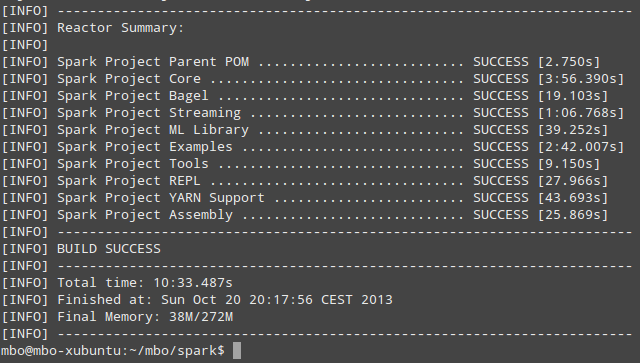 [INFO] ------------------------------------------------------------------------
[INFO] Reactor Summary:
[INFO]
[INFO] Spark Project Parent POM .......................... SUCCESS [2.750s]
[INFO] Spark Project Core ................................ SUCCESS [3:56.390s]
[INFO] Spark Project Bagel ............................... SUCCESS [19.103s]
[INFO] Spark Project Streaming ........................... SUCCESS [1:06.768s]
[INFO] Spark Project ML Library .......................... SUCCESS [39.252s]
[INFO] Spark Project Examples ............................ SUCCESS [2:42.007s]
[INFO] Spark Project Tools ............................... SUCCESS [9.150s]
[INFO] Spark Project REPL ................................ SUCCESS [27.966s]
[INFO] Spark Project YARN Support ........................ SUCCESS [43.693s]
[INFO] Spark Project Assembly ............................ SUCCESS [25.869s]
[INFO] ------------------------------------------------------------------------
[INFO] BUILD SUCCESS
[INFO] ------------------------------------------------------------------------
[INFO] Total time: 10:33.487s
[INFO] Finished at: Sun Oct 20 20:17:56 CEST 2013
[INFO] Final Memory: 38M/272M
[INFO] ------------------------------------------------------------------------
mbo@mbo-xubuntu:~/mbo/spark$